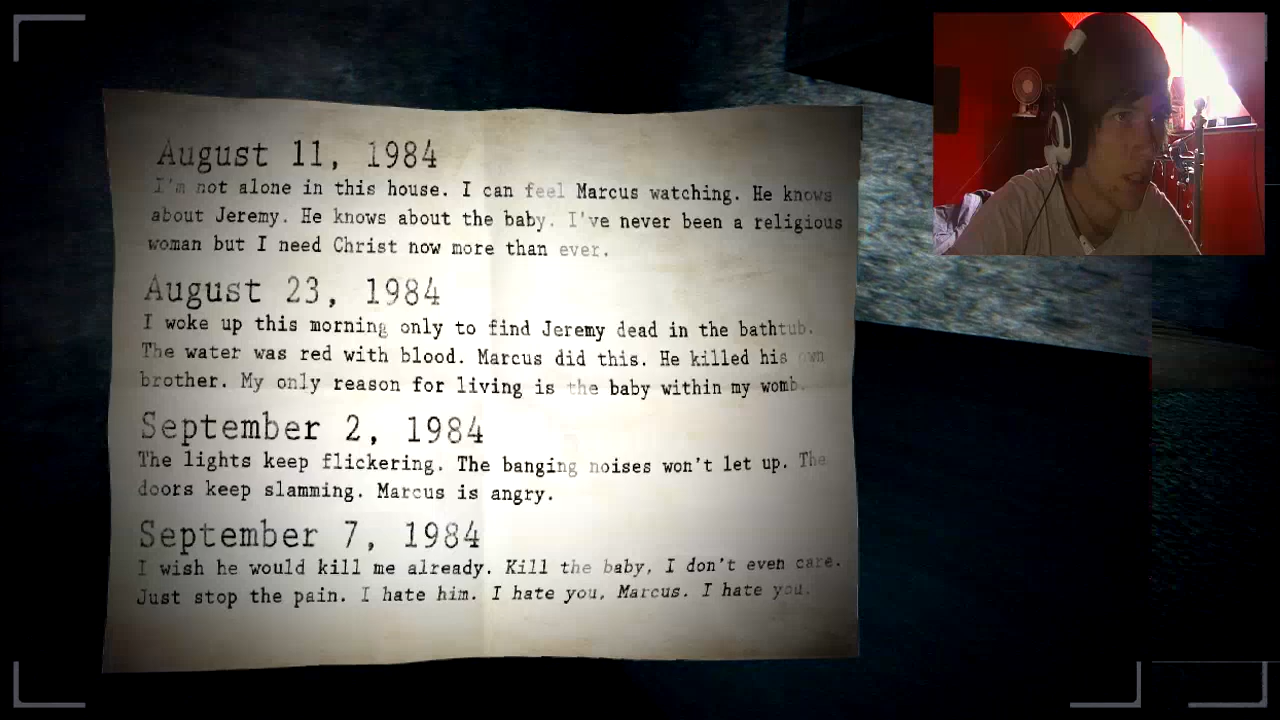 August 11, 1984
I'm not alone in this house. I can feel Marcus watching. He knows
about Jeremy. He knows about the baby. I've never been a religious
woman but I need Christ now more than ever.
August 23, 1984
I woke up this morning only to find Jeremy dead in the bathtub.
The water was red with blood. Marcus did this. He killed his own
brother. My only reason for living is the baby within my womb.
September 2, 1984
The lights keep flickering. The banging noises won't let up. The
doors keep slamming. Marcus is angry.
September 7, 1984
I wish he would kill me already. Kill the baby, I don't even care.
Just stop the pain. I hate him. I hate you, Marcus. I hate you.